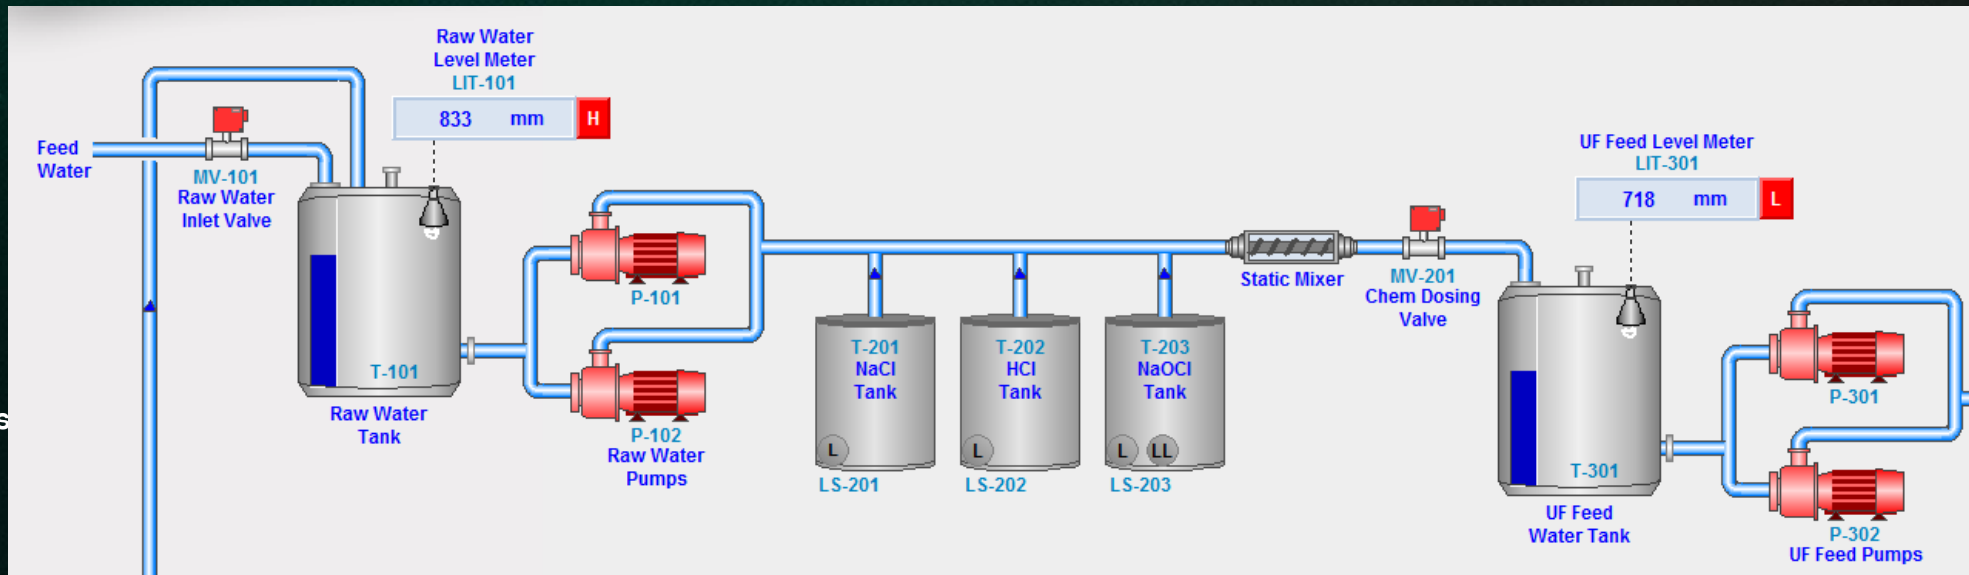 Raw Water
Level Meter
LIT-101
833 mm H
Feed
Water
MV-101
Raw Water
Inlet Valve
T-101
Raw Water
Tank
P-101
P-102
Raw Water
Pumps
T-201
NaCl
Tank
L
LS-201
T-202
HCl
Tank
L
LS-202
T-203
NaOCl
Tank
L LL
LS-203
Static Mixer
MV-201
Chem Dosing
Valve
UF Feed Level Meter
LIT-301
718 mm L
T-301
UF Feed
Water Tank
P-301
P-302
UF Feed Pumps
s